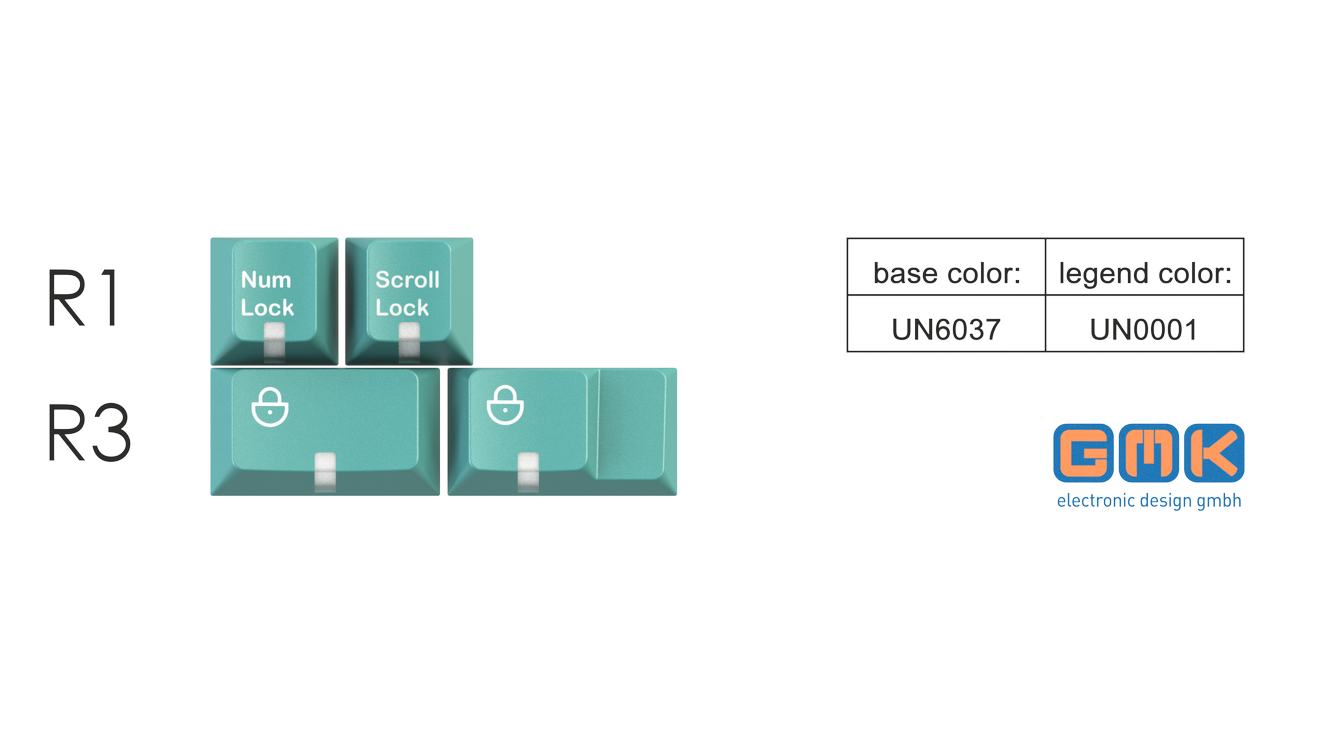 R1
Num
Lock
Scroll
Lock
R3
base color:
legend color:
UN6037
UN0001
GMK
electronic design gmbh